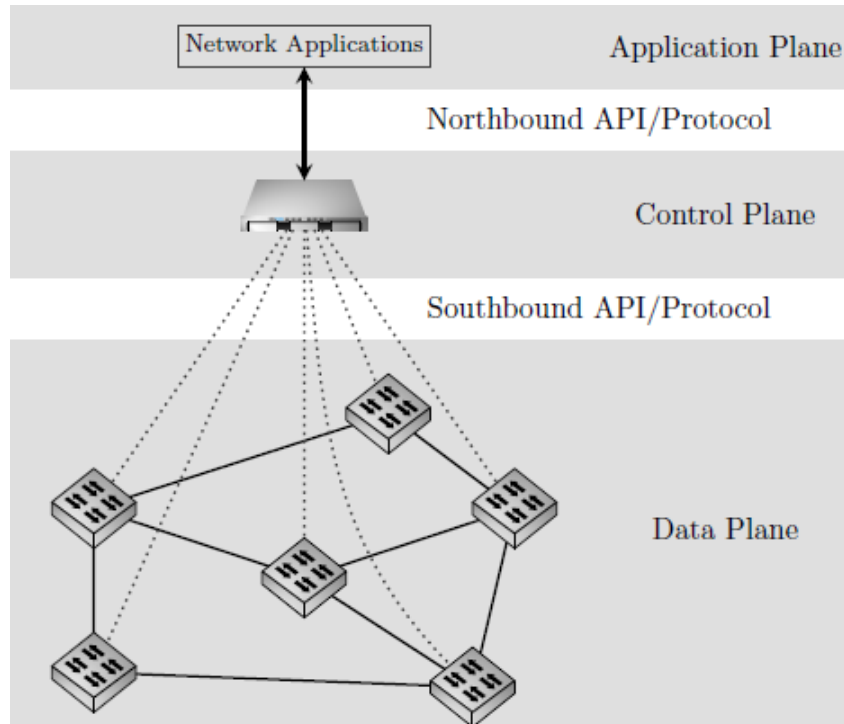 Network Applications
Application Plane
Northbound API/Protocol
Control Plane
Southbound API/Protocol
Data Plane